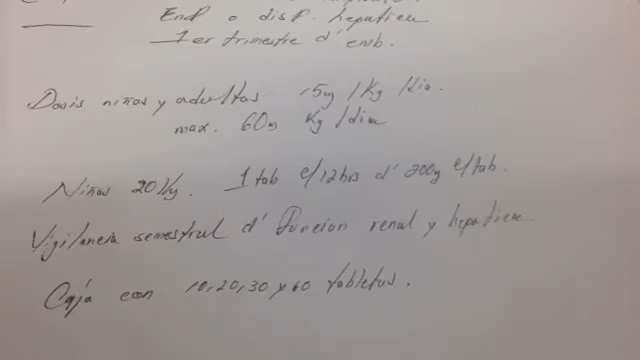 Enf o disf. hepatica
1er trimestre d' emb.
Dosis niños y adultos 15mg /Kg /dia.
max. 60mg Kg /dia
Niños 20 Kg. 1 tab c/12hrs d' 200g c/tab.
Vigilancia semestral d' Funcion renal y hepatica
Caja con 10, 20, 30 y 60 tabletas.